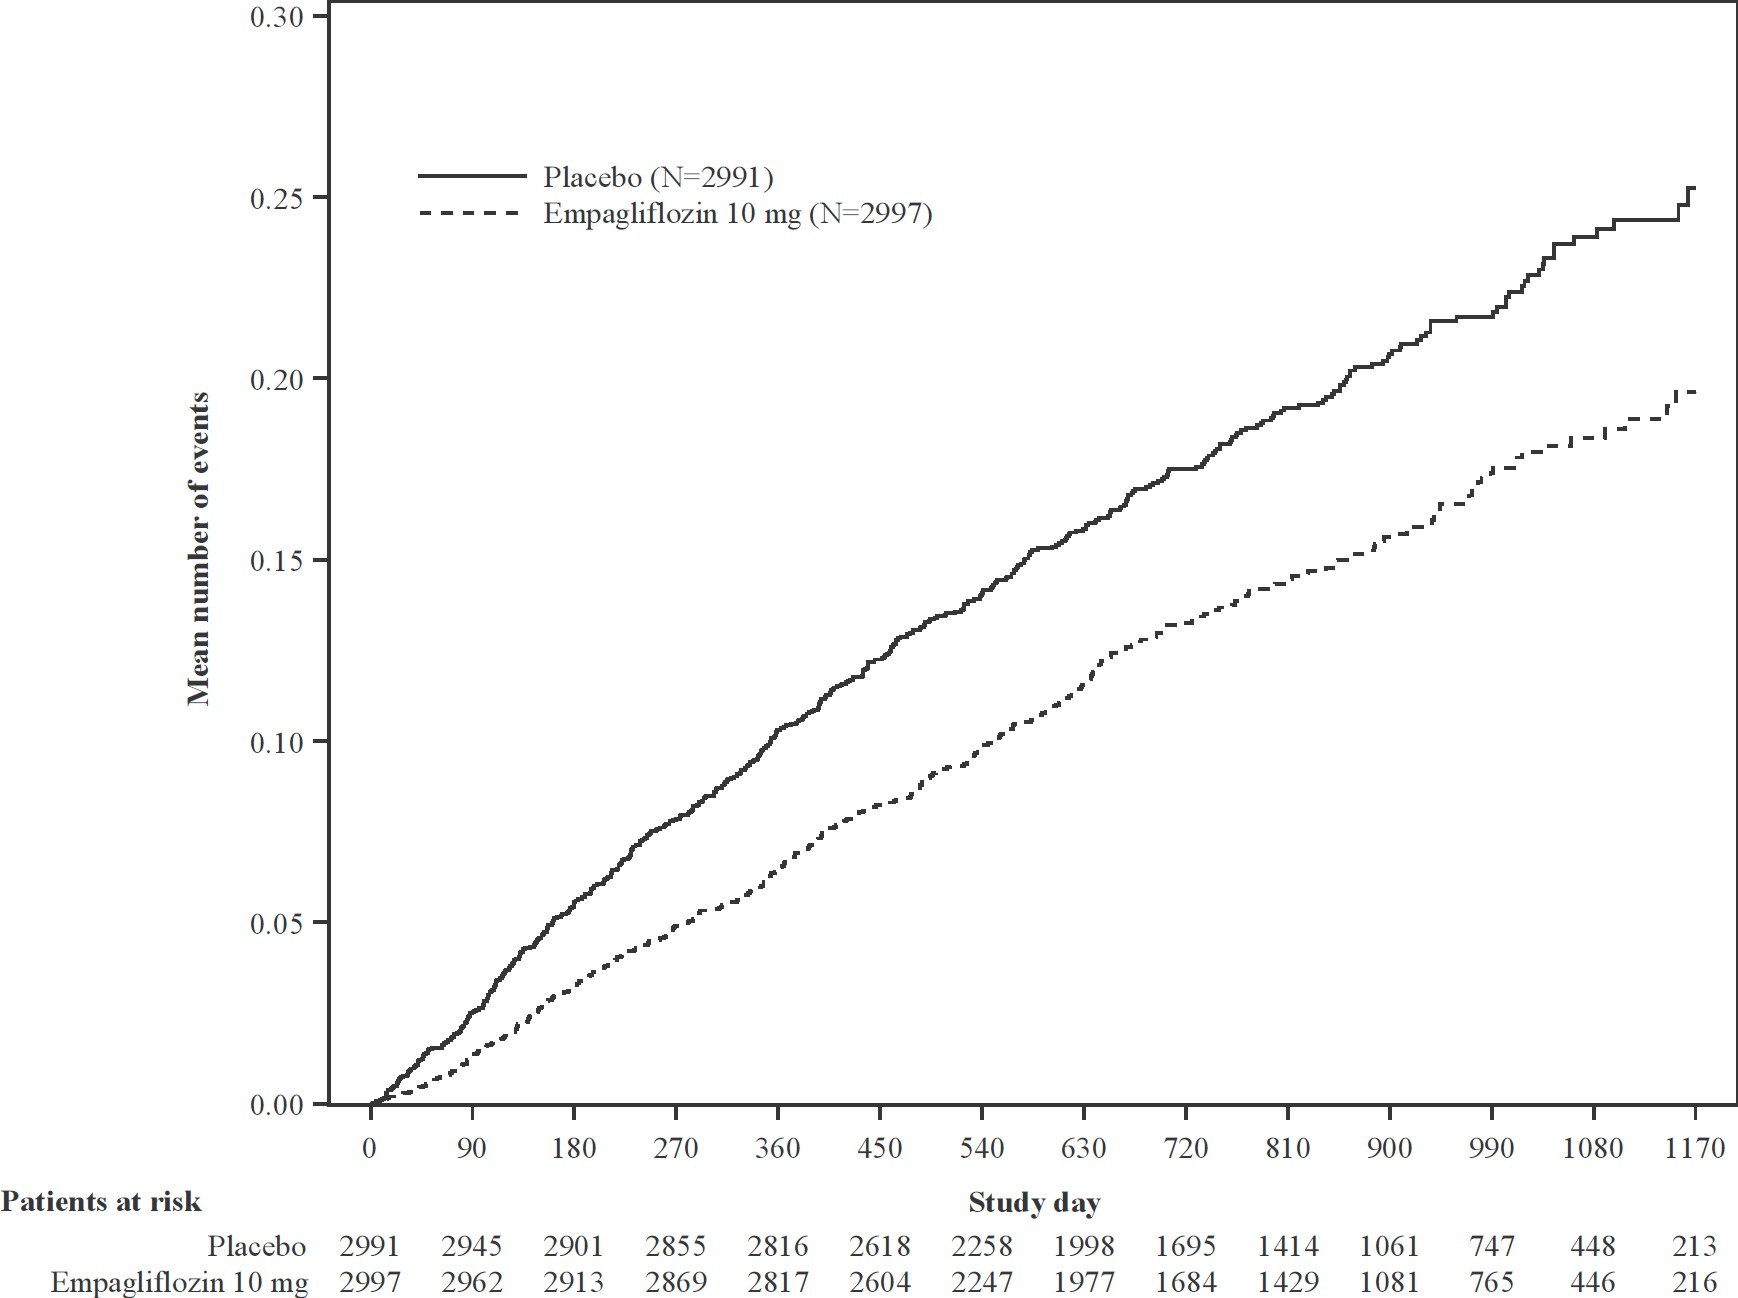 0.30
0.25
0.20
0.15
0.10
0.05
0.00
Mean number of events
Placebo (N=2991)
Empagliflozin 10 mg (N=2997)
0 90 180 270 360 450 540 630 720 810 900 990 1080 1170
Patients at risk Study day
Placebo 2991 2945 2901 2855 2816 2618 2258 1998 1695 1414 1061 747 448 213
Empagliflozin 10 mg 2997 2962 2913 2869 2817 2604 2247 1977 1684 1429 1081 765 446 216